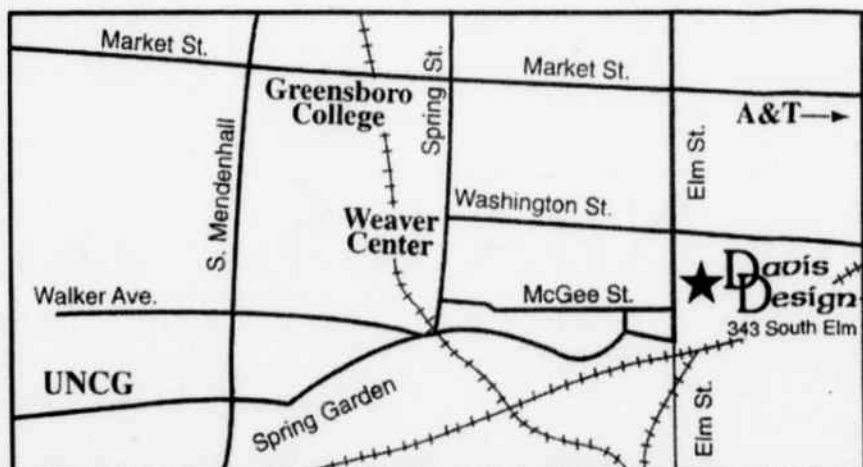 Market St.
Market St.
Greensboro
College
Spring St.
A&T
S. Mendenhall
Elm St.
Washington St.
Weaver
Center
Davis
Design
343 South Elm
Walker Ave.
McGee St.
UNCG
Spring Garden
Elm St.